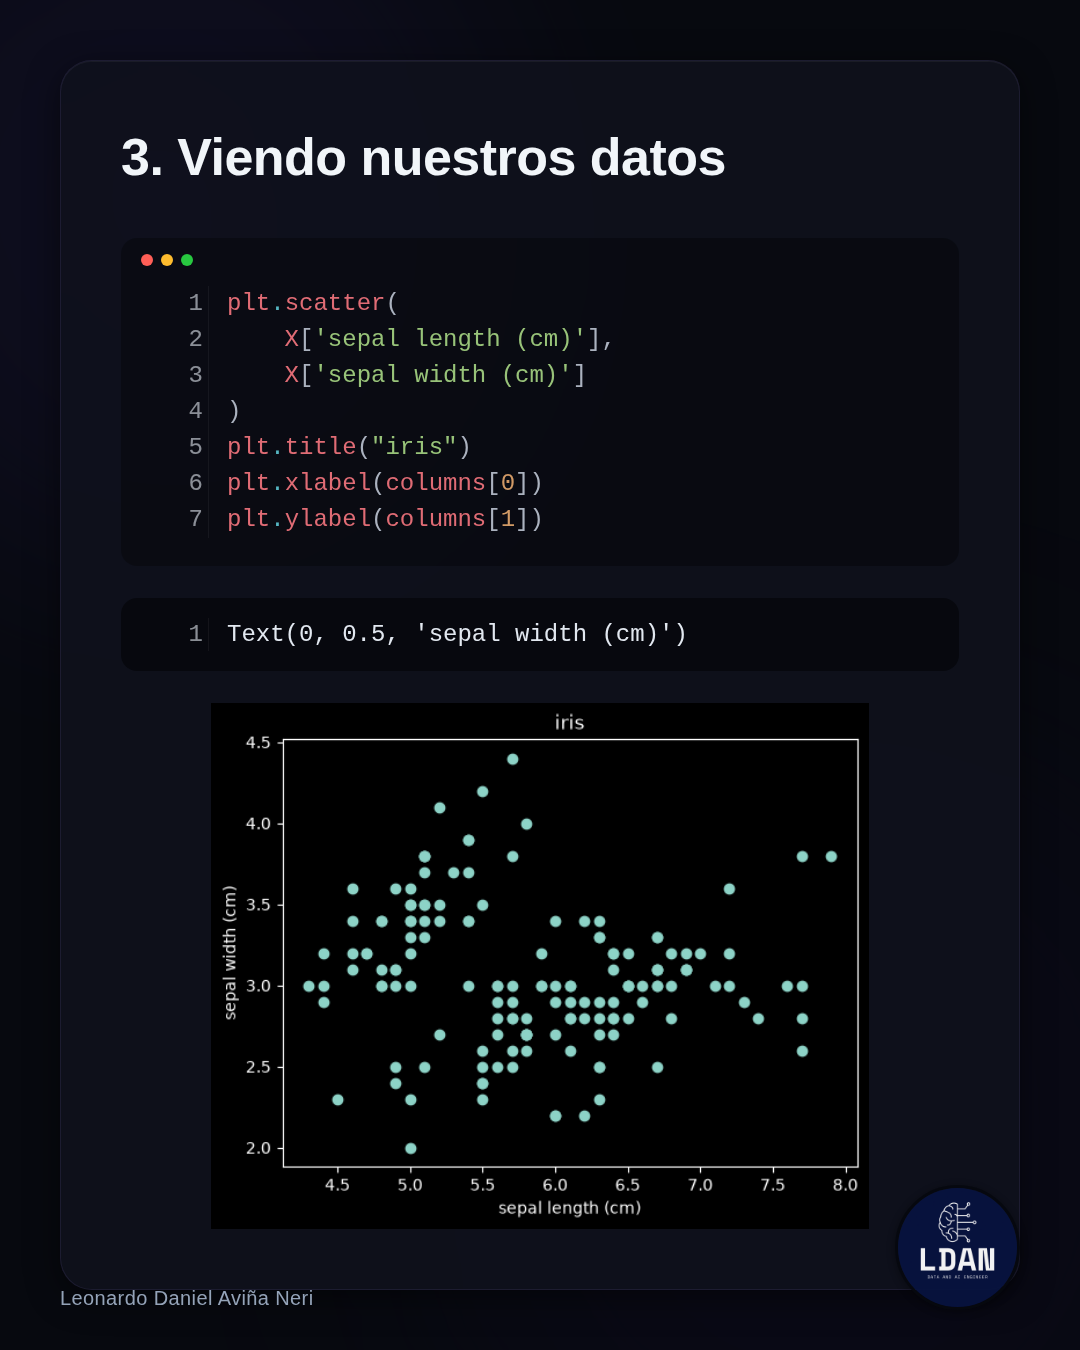 3. Viendo nuestros datos
1 plt.scatter(
2     X['sepal length (cm)'],
3     X['sepal width (cm)']
4 )
5 plt.title("iris")
6 plt.xlabel(columns[0])
7 plt.ylabel(columns[1])
1 Text(0, 0.5, 'sepal width (cm)')
iris
4.5
4.0
3.5
3.0
2.5
2.0
sepal width (cm)
4.5 5.0 5.5 6.0 6.5 7.0 7.5 8.0
sepal length (cm)
LDAN
DATA AND AI ENGINEER
Leonardo Daniel Aviña Neri